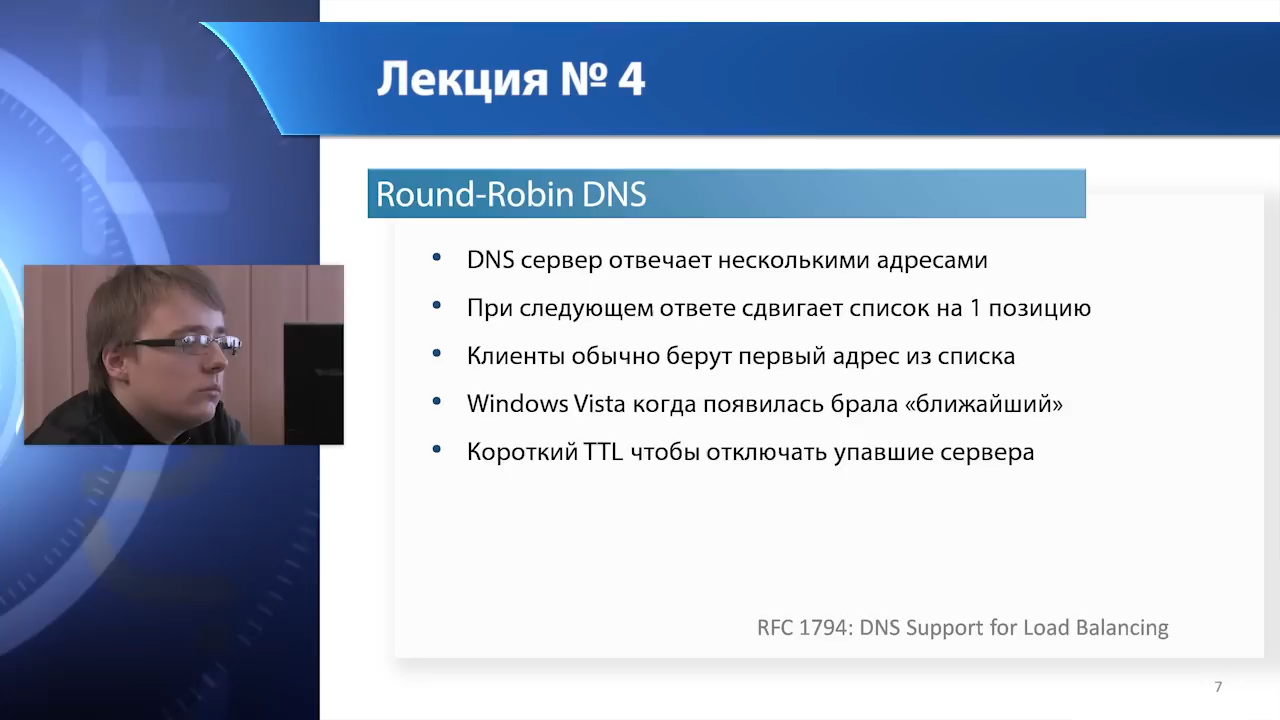 Лекция № 4
Round-Robin DNS
• DNS сервер отвечает несколькими адресами
• При следующем ответе сдвигает список на 1 позицию
• Клиенты обычно берут первый адрес из списка
• Windows Vista когда появилась брала «ближайший»
• Короткий TTL чтобы отключать упавшие сервера
RFC 1794: DNS Support for Load Balancing
7